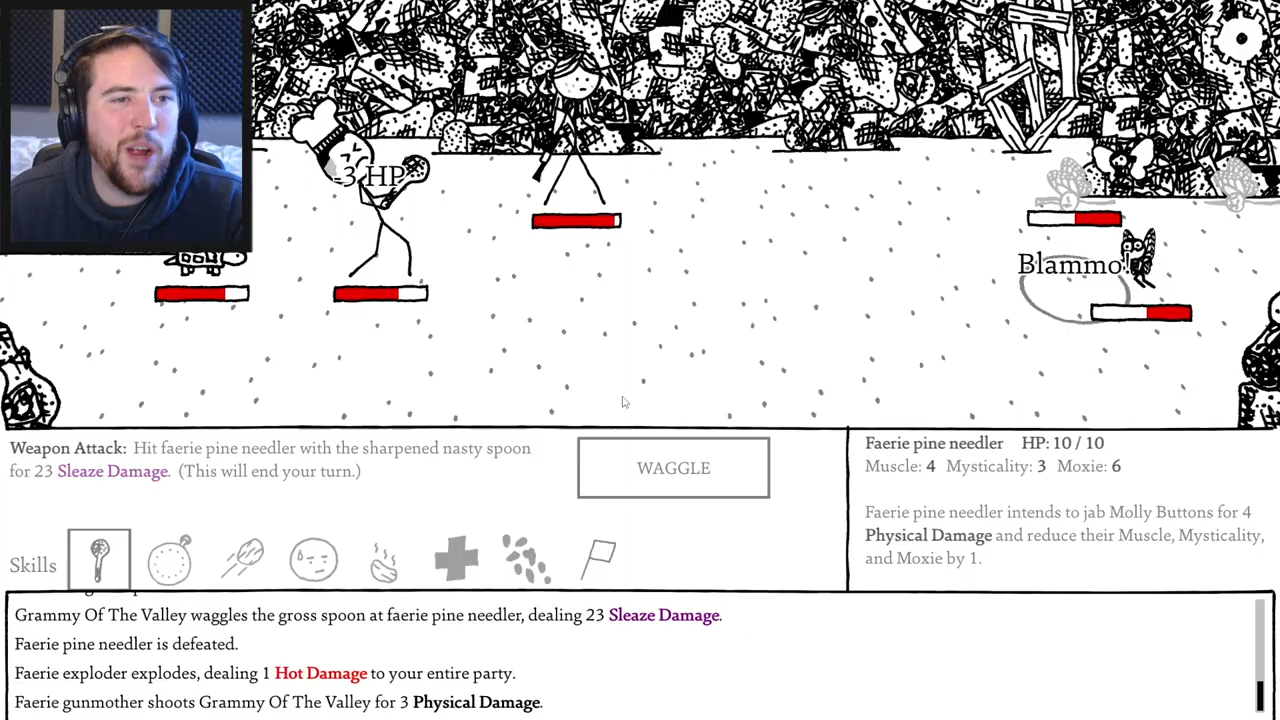 -3 HP
Blammo!
Weapon Attack: Hit faerie pine needler with the sharpened nasty spoon
for 23 Sleaze Damage. (This will end your turn.)
WAGGLE
Skills
Faerie pine needler HP: 10 / 10
Muscle: 4 Mysticality: 3 Moxie: 6
Faerie pine needler intends to jab Molly Buttons for 4
Physical Damage and reduce their Muscle, Mysticality,
and Moxie by 1.
Grammy Of The Valley waggles the gross spoon at faerie pine needler, dealing 23 Sleaze Damage.
Faerie pine needler is defeated.
Faerie exploder explodes, dealing 1 Hot Damage to your entire party.
Faerie gunmother shoots Grammy Of The Valley for 3 Physical Damage.